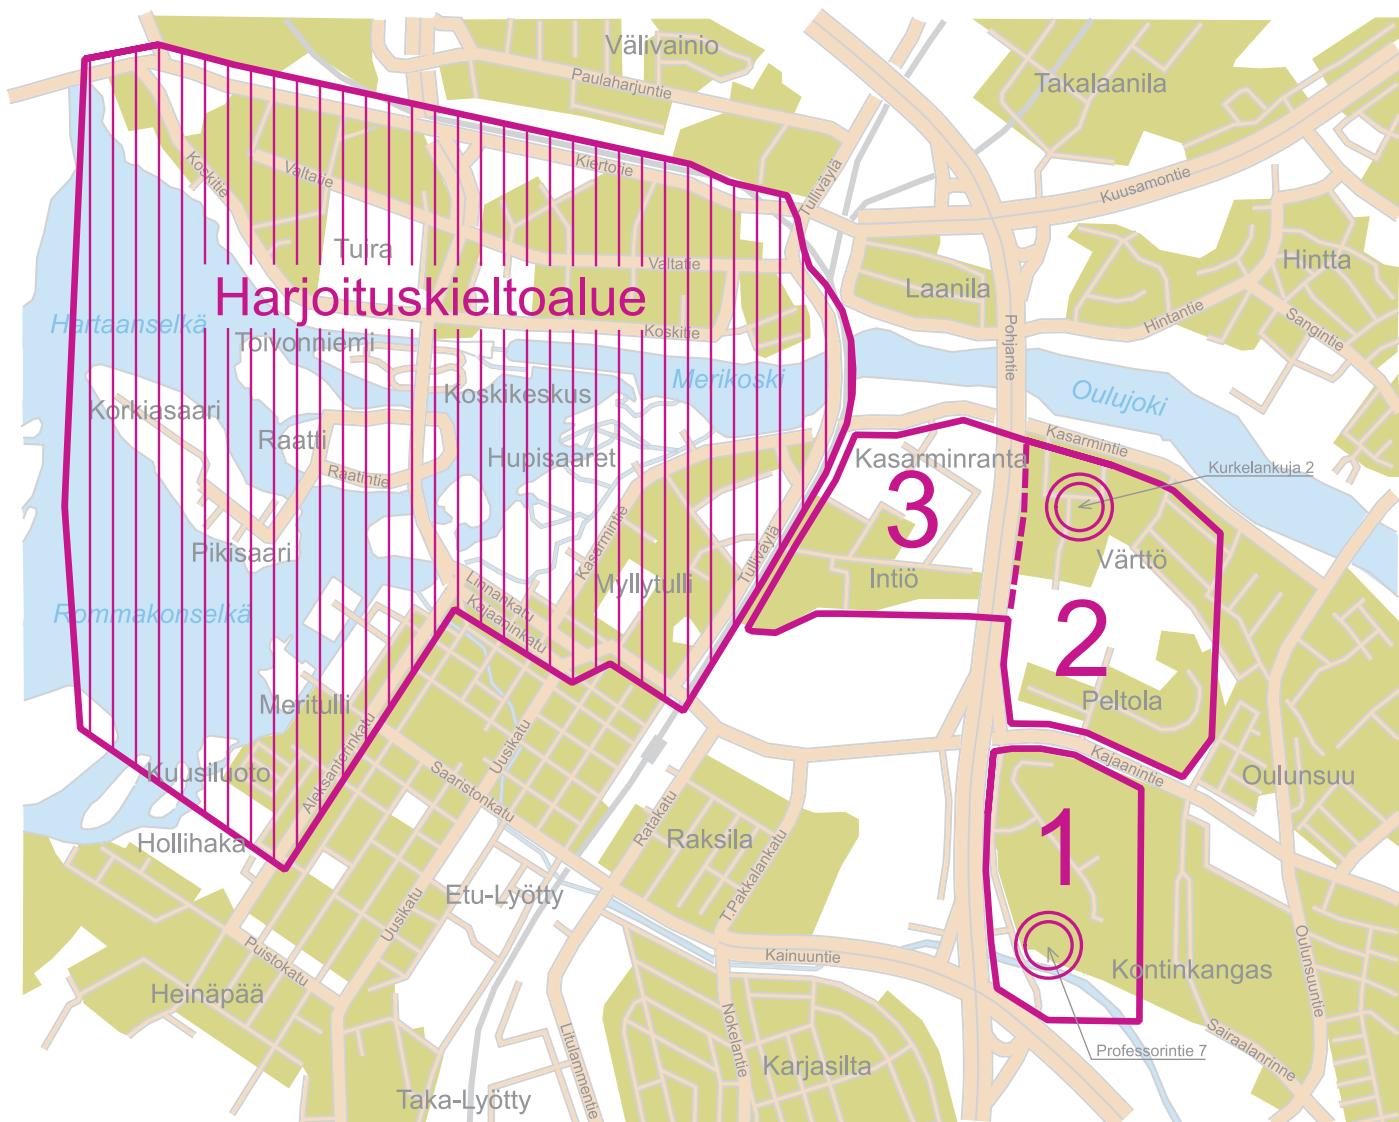 Välivainio
Paulaharjuntie
Takalaanila
Koskitie
Valtatie
Kiertotie
Tulliväylä
Kuusamontie
Tuira
Valtatie
Laanila
Hintta
Harjoituskieltoalue
Hartaanselkä
Toivonniemi
Koskitie
Pohjantie
Hintantie
Sangintie
Merikoski
Koskikeskus
Oulujoki
Korkiasaari
Raatti
Raatintie
Hupisaaret
Kasarminranta
Kasarmintie
Kurkelankuja 2
3
Pikisaari
Kasarmintie
Tulliväylä
Värttö
Intiö
Myllytulli
Linnankatu
Kajaaninkatu
Rommakonselkä
2
Meritulli
Peltola
Aleksanterinkatu
Uusikatu
Kajaanintie
Kuusiluoto
Saaristonkatu
Oulunsuu
Ratakatu
Raksila
Hollihaka
1
Etu-Lyötty
T.Pakkalankatu
Uusikatu
Puistokatu
Kainuuntie
Kontinkangas
Oulunsuuntie
Heinäpää
Nokelantie
Sairaalanrinne
Professorintie 7
Karjasilta
Litulammentie
Taka-Lyötty